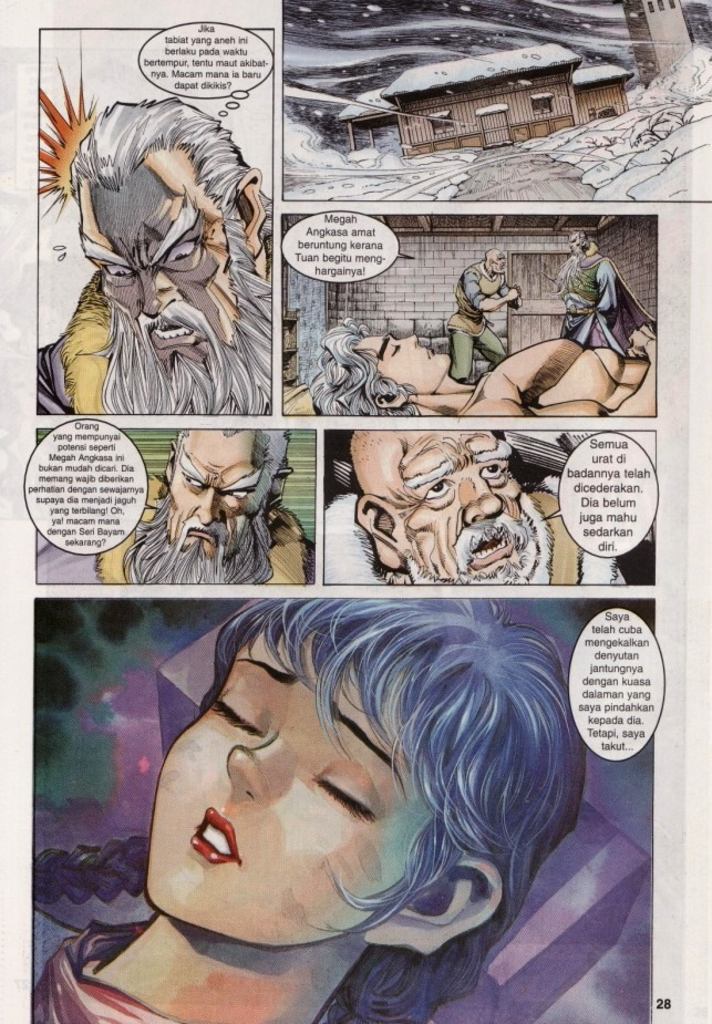 Jika
tabiat yang aneh ini
berlaku pada waktu
bertempur, tentu maut akibat-
nya. Macam mana ia baru
dapat dikikis?
Megah
Angkasa amat
beruntung kerana
Tuan begitu meng-
hargainya!
Orang
yang mempunyai
potensi seperti
Megah Angkasa ini
bukan mudah dicari. Dia
memang wajib diberikan
perhatian dengan sewajarnya
supaya dia menjadi jaguh
yang terbilang! Oh,
ya! macam mana
dengan Seri Bayam
sekarang?
Semua
urat di
badannya telah
dicederakan.
Dia belum
juga mahu
sedarkan
diri.
Saya
telah cuba
mengekalkan
denyutan
jantungnya
dengan kuasa
dalaman yang
saya pindahkan
kepada dia.
Tetapi, saya
takut...
28